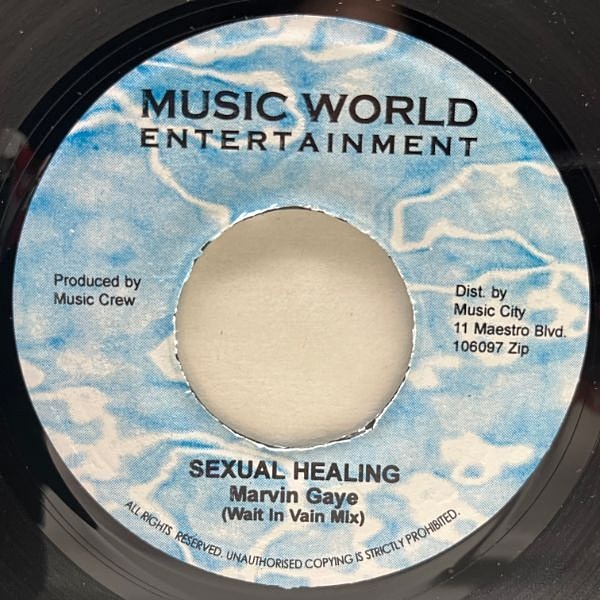 MUSIC WORLD
ENTERTAINMENT
Produced by
Music Crew
Dist. by
Music City
11 Maestro Blvd.
106097 Zip
SEXUAL HEALING
Marvin Gaye
(Wait In Vain Mix)
ALL RIGHTS RESERVED. UNAUTHORISED COPYING IS STRICTLY PROHIBITED.